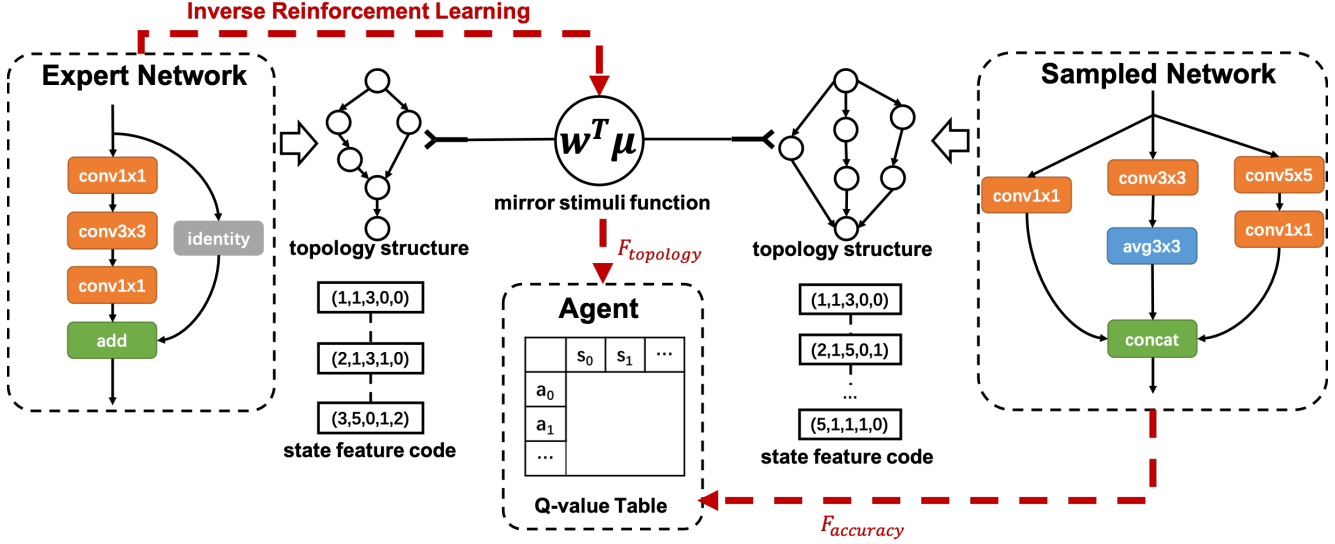 Inverse Reinforcement Learning
Expert Network
conv1x1
conv3x3
conv1x1
identity
add
topology structure
(1,1,3,0,0)
(2,1,3,1,0)
(3,5,0,1,2)
state feature code
w^T μ
mirror stimuli function
F_topology
Agent
s_0 s_1 ...
a_0
a_1
...
Q-value Table
topology structure
(1,1,3,0,0)
(2,1,5,0,1)
...
(5,1,1,1,0)
state feature code
Sampled Network
conv1x1
conv3x3
conv5x5
avg3x3
conv1x1
concat
F_accuracy